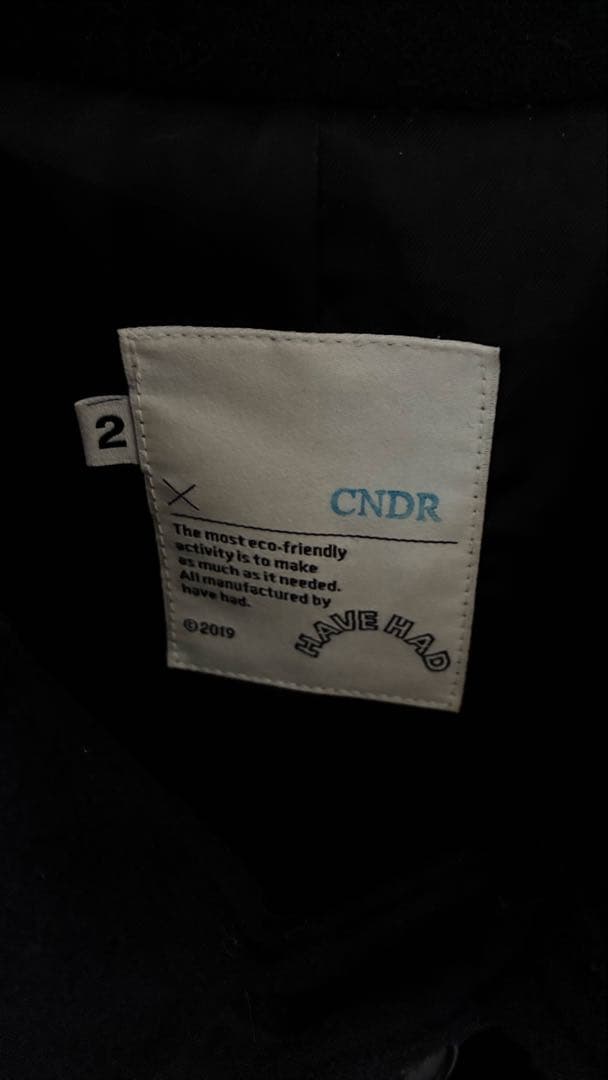 2
X
CNDR
The most eco-friendly
activity is to make
as much as it needed.
All manufactured by
have had.
©2019
HAVE HAD